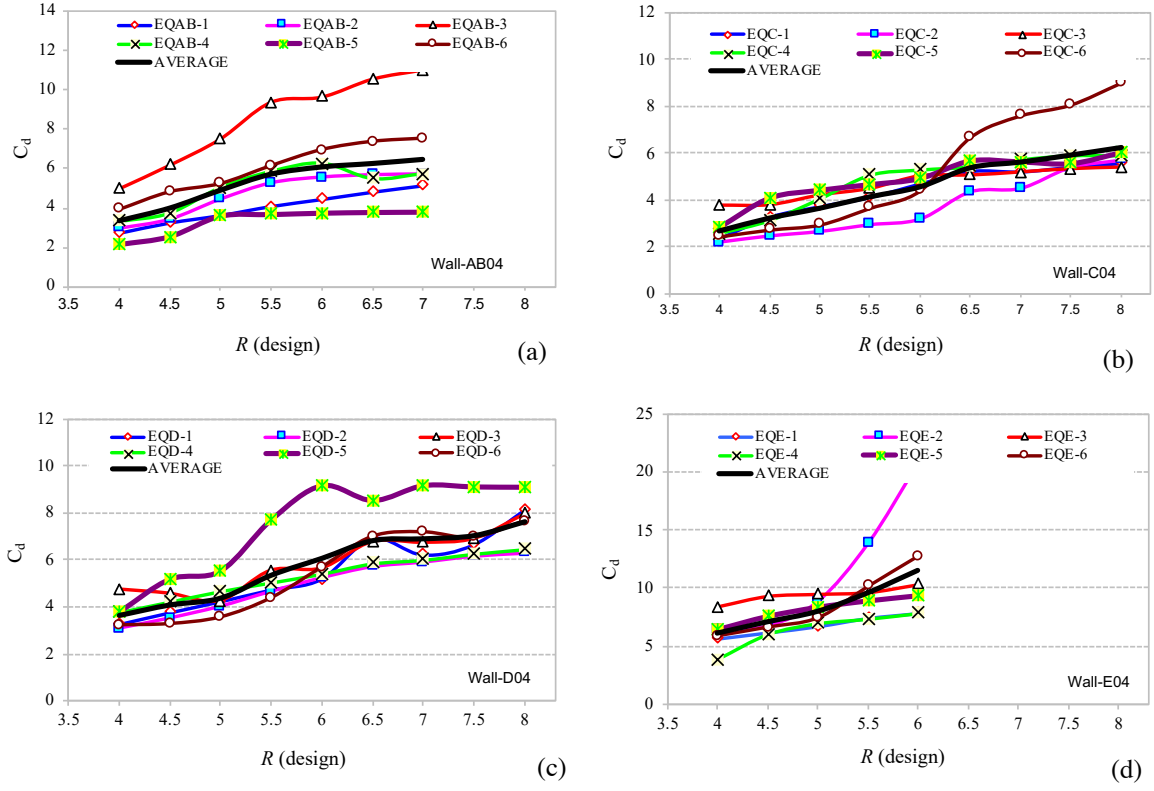 EQAB-1 EQAB-2 EQAB-3
EQAB-4 EQAB-5 EQAB-6
AVERAGE
14
12
10
8
6
4
2
0
Cd
Wall-AB04
3.5 4 4.5 5 5.5 6 6.5 7 7.5 8
R (design)
(a)
EQC-1 EQC-2 EQC-3
EQC-4 EQC-5 EQC-6
AVERAGE
12
10
8
6
4
2
0
Cd
Wall-C04
3.5 4 4.5 5 5.5 6 6.5 7 7.5 8
R (design)
(b)
EQD-1 EQD-2 EQD-3
EQD-4 EQD-5 EQD-6
AVERAGE
12
10
8
6
4
2
0
Cd
Wall-D04
3.5 4 4.5 5 5.5 6 6.5 7 7.5 8
R (design)
(c)
EQE-1 EQE-2 EQE-3
EQE-4 EQE-5 EQE-6
AVERAGE
25
20
15
10
5
0
Cd
Wall-E04
3.5 4 4.5 5 5.5 6 6.5 7 7.5 8
R (design)
(d)